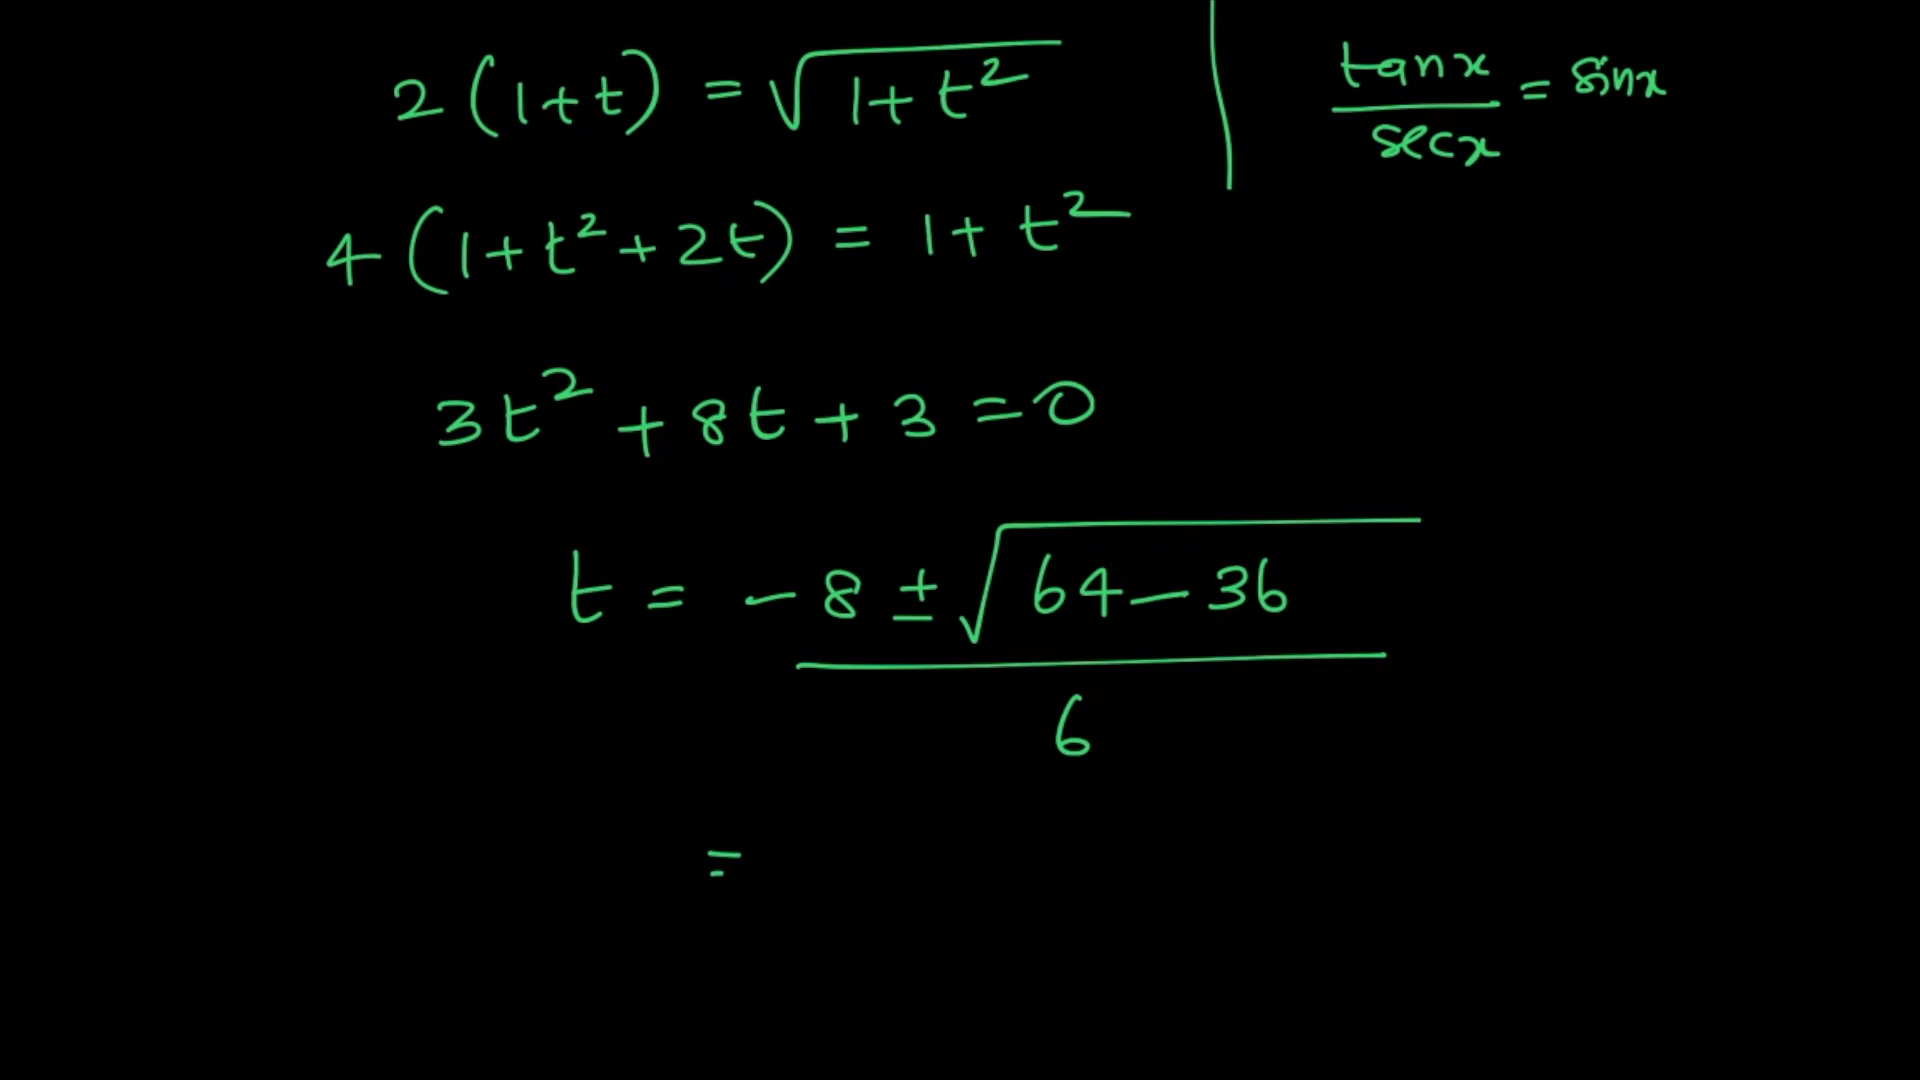 2(1+t) = √(1+t²)
tanx/secx = sinx
4(1+t²+2t) = 1+t²
3t² + 8t + 3 = 0
t = -8 ± √(64-36)
6
=